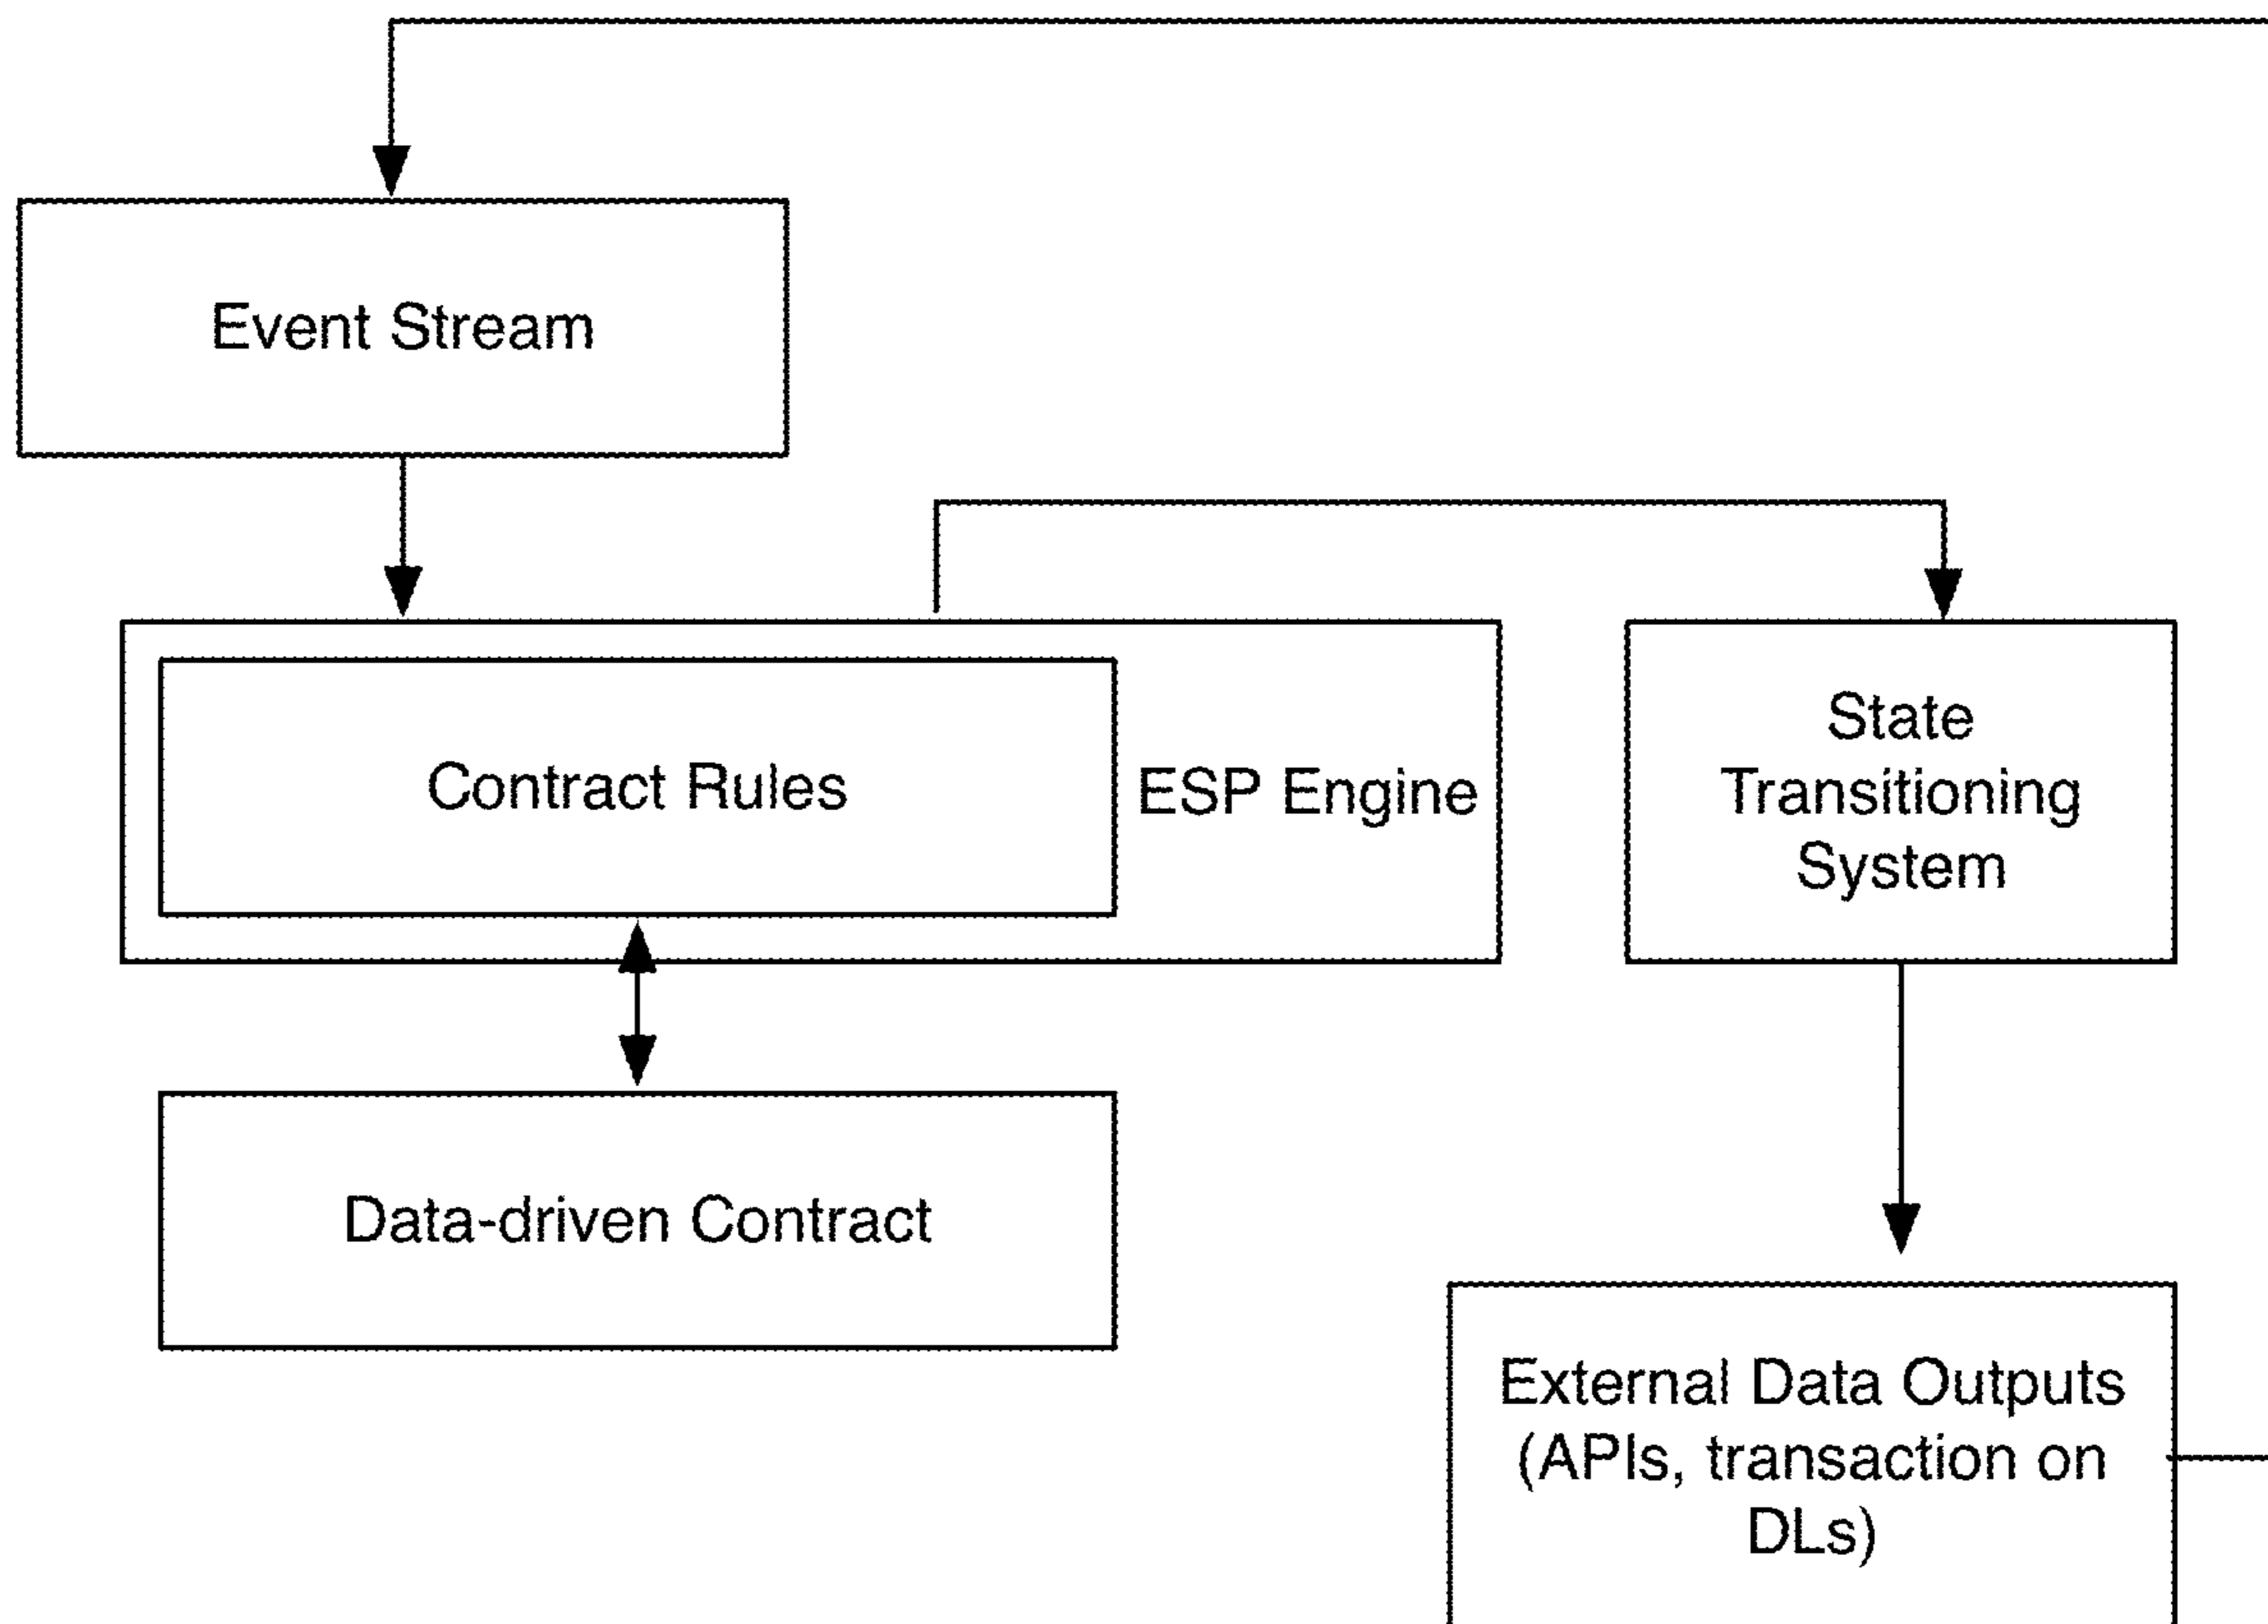 Event Stream
Contract Rules
ESP Engine
State
Transitioning
System
Data-driven Contract
External Data Outputs
(APIs, transaction on
DLs)